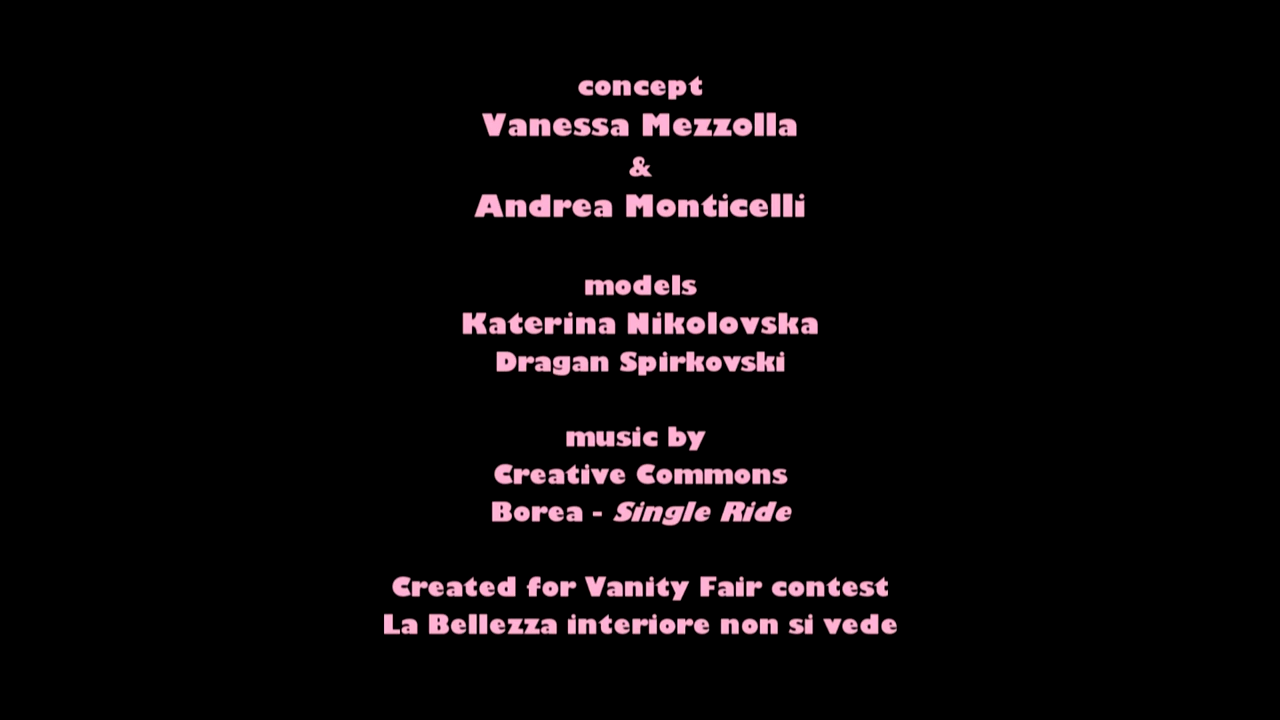 concept
Vanessa Mezzolla
&
Andrea Monticelli
models
Katerina Nikolovska
Dragan Spirkovski
music by
Creative Commons
Borea - Single Ride
Created for Vanity Fair contest
La Bellezza interiore non si vede